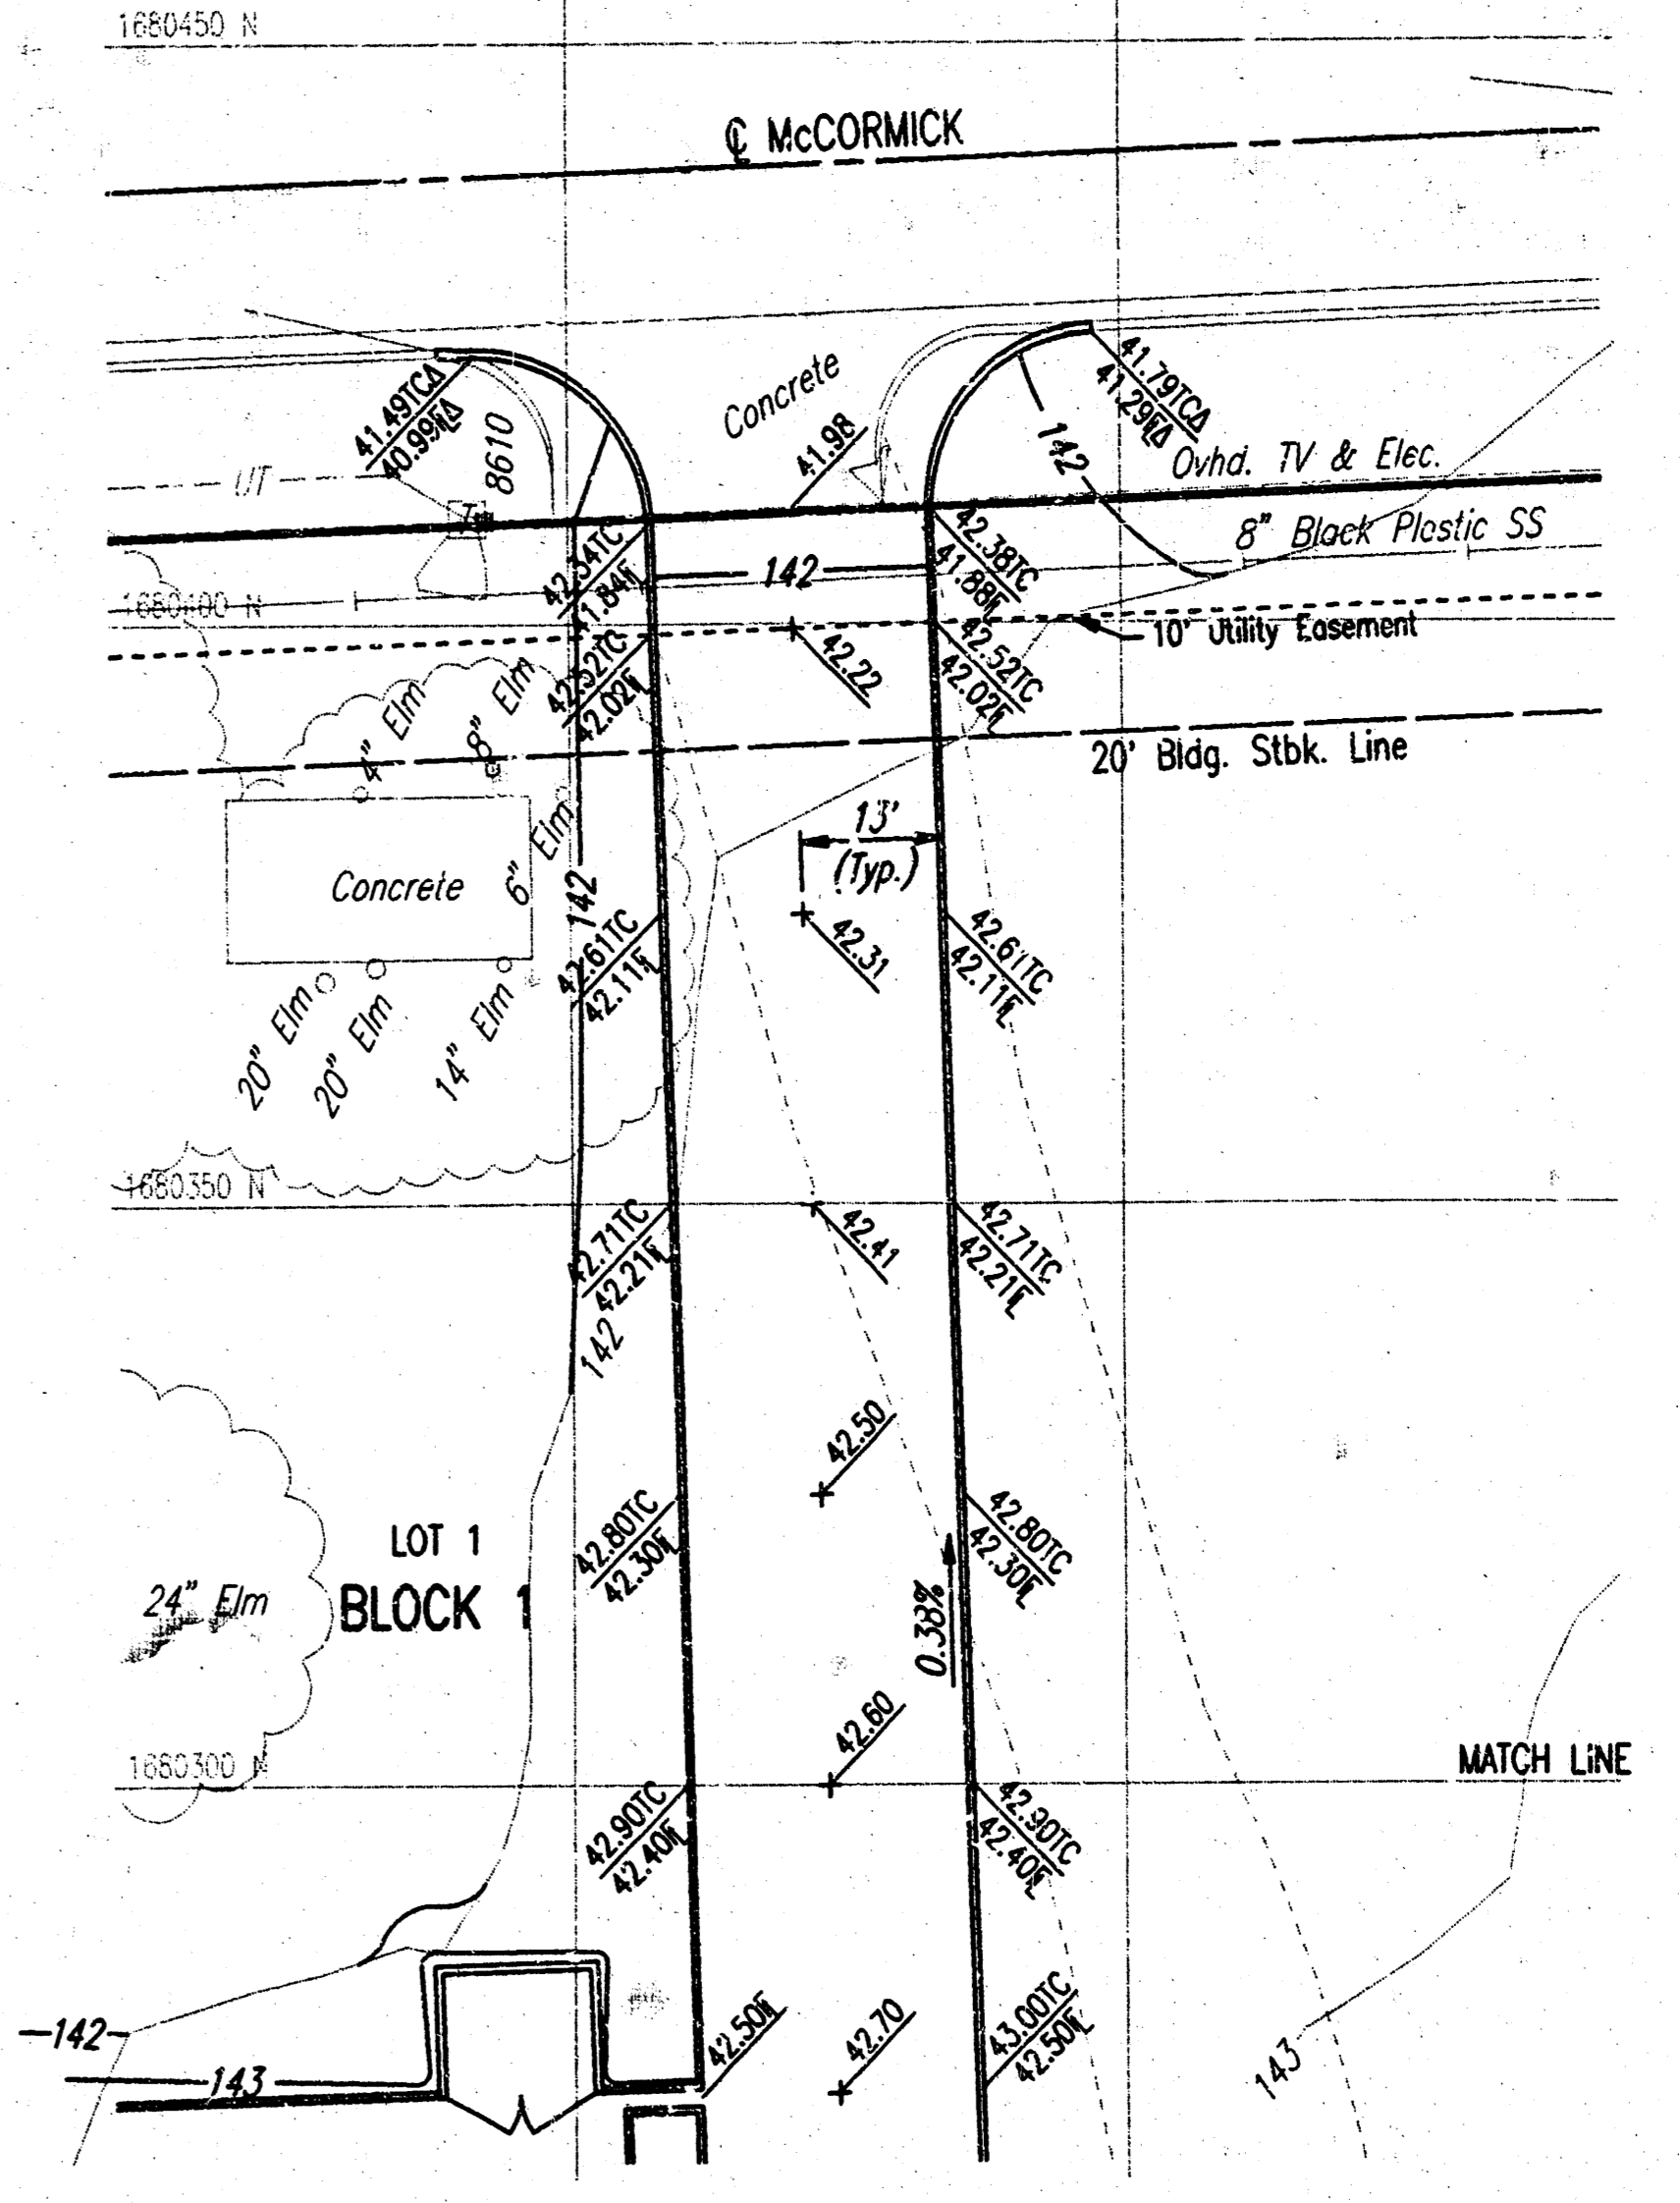 1680450 N
℄ McCORMICK
41.49TCΔ
40.99℄Δ
8610
Concrete
41.98
41.79TCΔ
41.29℄Δ
142
Ovhd. TV & Elec.
UT
8" Black Plastic SS
42.34TC
41.84℄
142
42.38TC
41.88℄
1680400 N
10' Utility Easement
42.52TC
42.02℄
42.22
42.52TC
42.02℄
4" Elm
8" Elm
20' Bldg. Stbk. Line
13'
(Typ.)
6" Elm
Concrete
142
42.61TC
42.11℄
42.31
42.61TC
42.11℄
20" Elm
20" Elm
14" Elm
1680350 N
42.71TC
42.21℄
42.41
42.71TC
42.21℄
142
42.50
42.80TC
42.30℄
42.80TC
42.30℄
LOT 1
BLOCK 1
24" Elm
0.38%
42.60
1680300 N
MATCH LINE
42.90TC
42.40℄
42.90TC
42.40℄
142
143
42.50℄
42.70
43.00TC
42.50℄
143